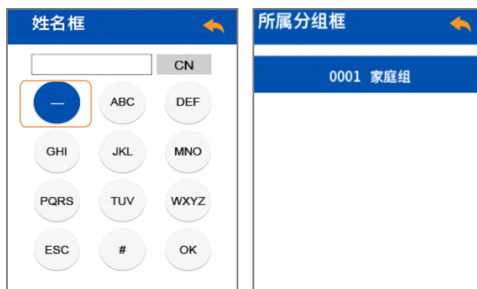 姓名框
CN
—
ABC
DEF
GHI
JKL
MNO
PQRS
TUV
WXYZ
ESC
#
OK
所属分组框
0001 家庭组